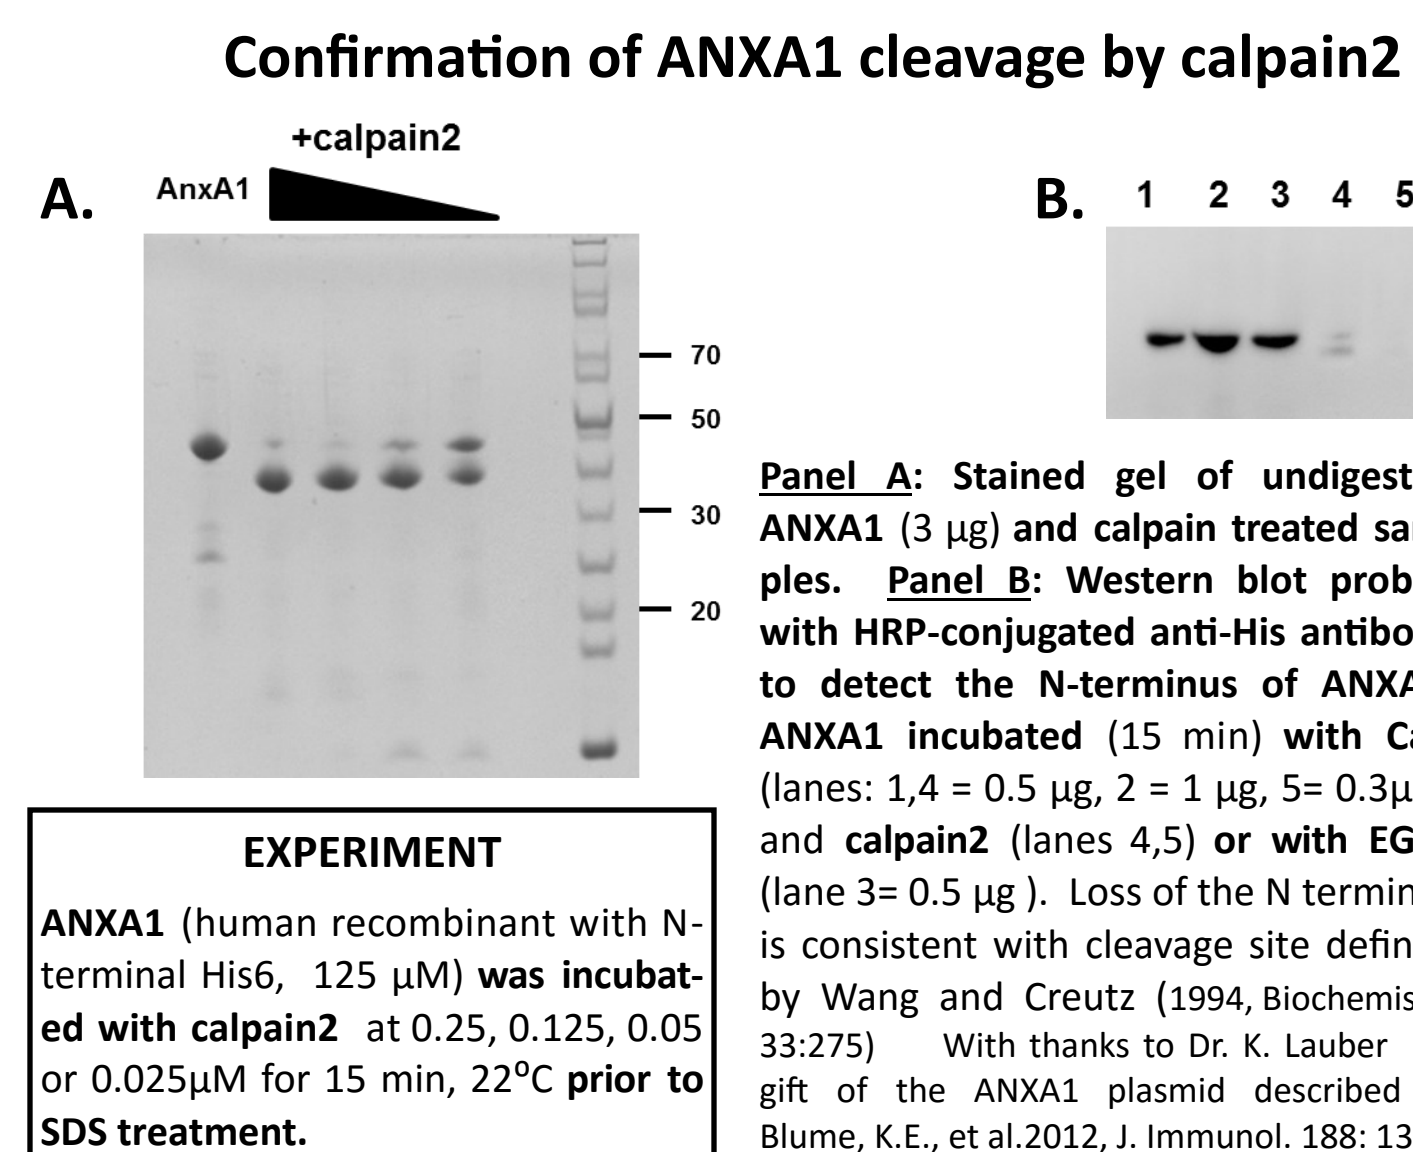 Confirmation of ANXA1 cleavage by calpain2
+calpain2
A.
AnxA1
70
50
30
20
B.
1 2 3 4 5
EXPERIMENT
ANXA1 (human recombinant with N-
terminal His6, 125 µM) was incubat-
ed with calpain2 at 0.25, 0.125, 0.05
or 0.025µM for 15 min, 22⁰C prior to
SDS treatment.
Panel A: Stained gel of undigest
ANXA1 (3 µg) and calpain treated sa
ples. Panel B: Western blot prob
with HRP-conjugated anti-His antibo
to detect the N-terminus of ANXA
ANXA1 incubated (15 min) with Ca
(lanes: 1,4 = 0.5 µg, 2 = 1 µg, 5= 0.3µ
and calpain2 (lanes 4,5) or with EG
(lane 3= 0.5 µg ). Loss of the N termin
is consistent with cleavage site defin
by Wang and Creutz (1994, Biochemis
33:275) With thanks to Dr. K. Lauber
gift of the ANXA1 plasmid described
Blume, K.E., et al.2012, J. Immunol. 188: 13